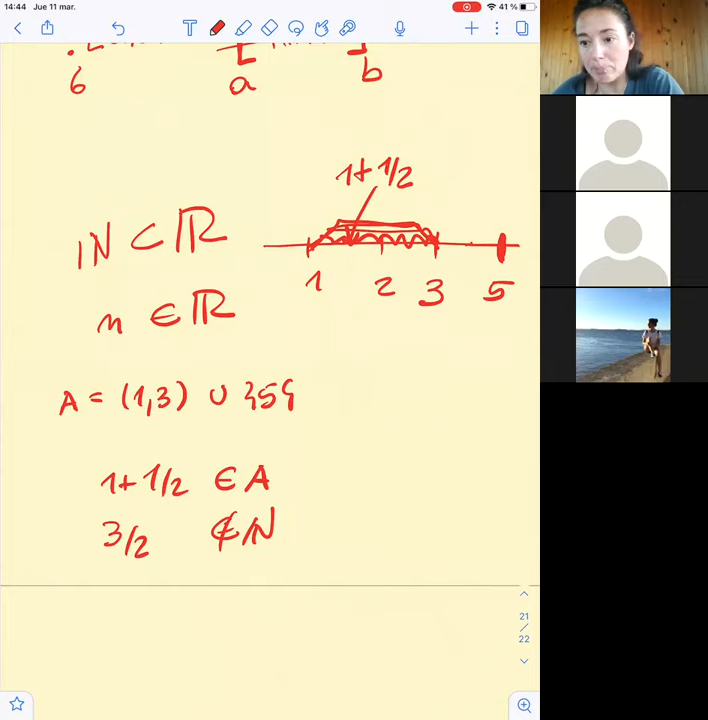 14:44 Jue 11 mar.
41 %
6 a b
1+1/2
ℕ ⊂ ℝ
1 2 3 5
n ∈ ℝ
A = (1,3) ∪ {5}
1+1/2 ∈ A
3/2 ∉ ℕ
21
/
22